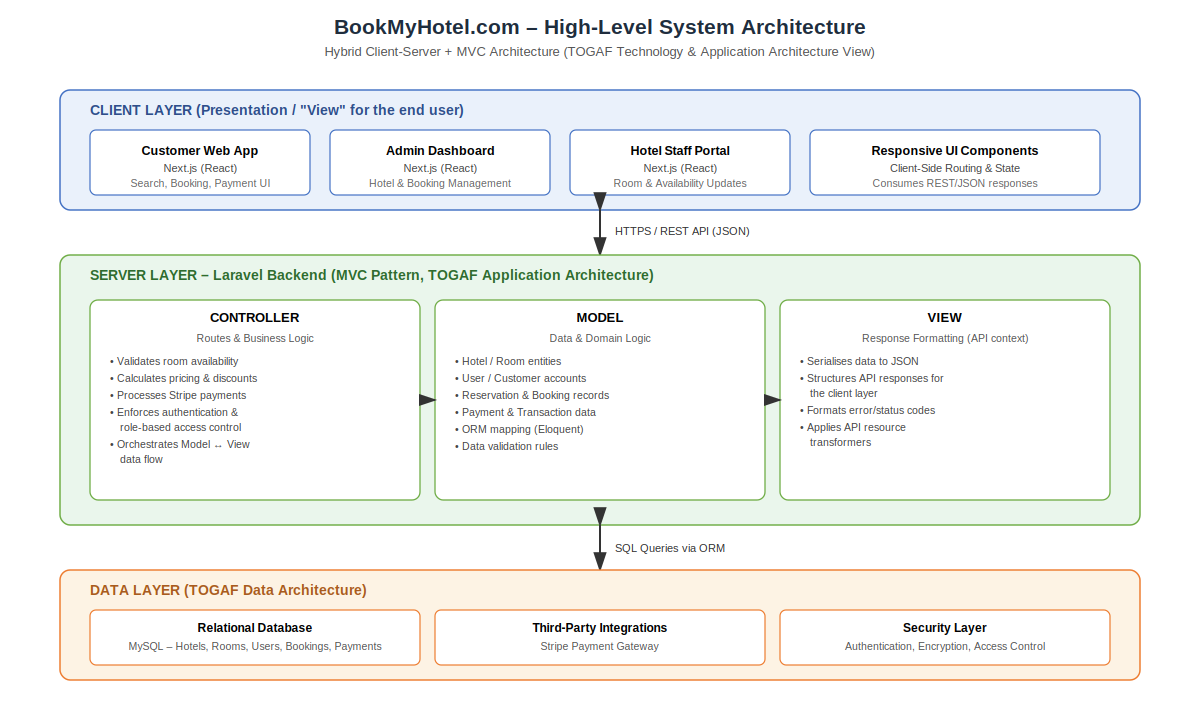 BookMyHotel.com – High-Level System Architecture
Hybrid Client-Server + MVC Architecture (TOGAF Technology & Application Architecture View)
CLIENT LAYER (Presentation / "View" for the end user)
Customer Web App
Next.js (React)
Search, Booking, Payment UI
Admin Dashboard
Next.js (React)
Hotel & Booking Management
Hotel Staff Portal
Next.js (React)
Room & Availability Updates
Responsive UI Components
Client-Side Routing & State
Consumes REST/JSON responses
HTTPS / REST API (JSON)
SERVER LAYER – Laravel Backend (MVC Pattern, TOGAF Application Architecture)
CONTROLLER
Routes & Business Logic
• Validates room availability
• Calculates pricing & discounts
• Processes Stripe payments
• Enforces authentication &
role-based access control
• Orchestrates Model ↔ View
data flow
MODEL
Data & Domain Logic
• Hotel / Room entities
• User / Customer accounts
• Reservation & Booking records
• Payment & Transaction data
• ORM mapping (Eloquent)
• Data validation rules
VIEW
Response Formatting (API context)
• Serialises data to JSON
• Structures API responses for
the client layer
• Formats error/status codes
• Applies API resource
transformers
SQL Queries via ORM
DATA LAYER (TOGAF Data Architecture)
Relational Database
MySQL – Hotels, Rooms, Users, Bookings, Payments
Third-Party Integrations
Stripe Payment Gateway
Security Layer
Authentication, Encryption, Access Control